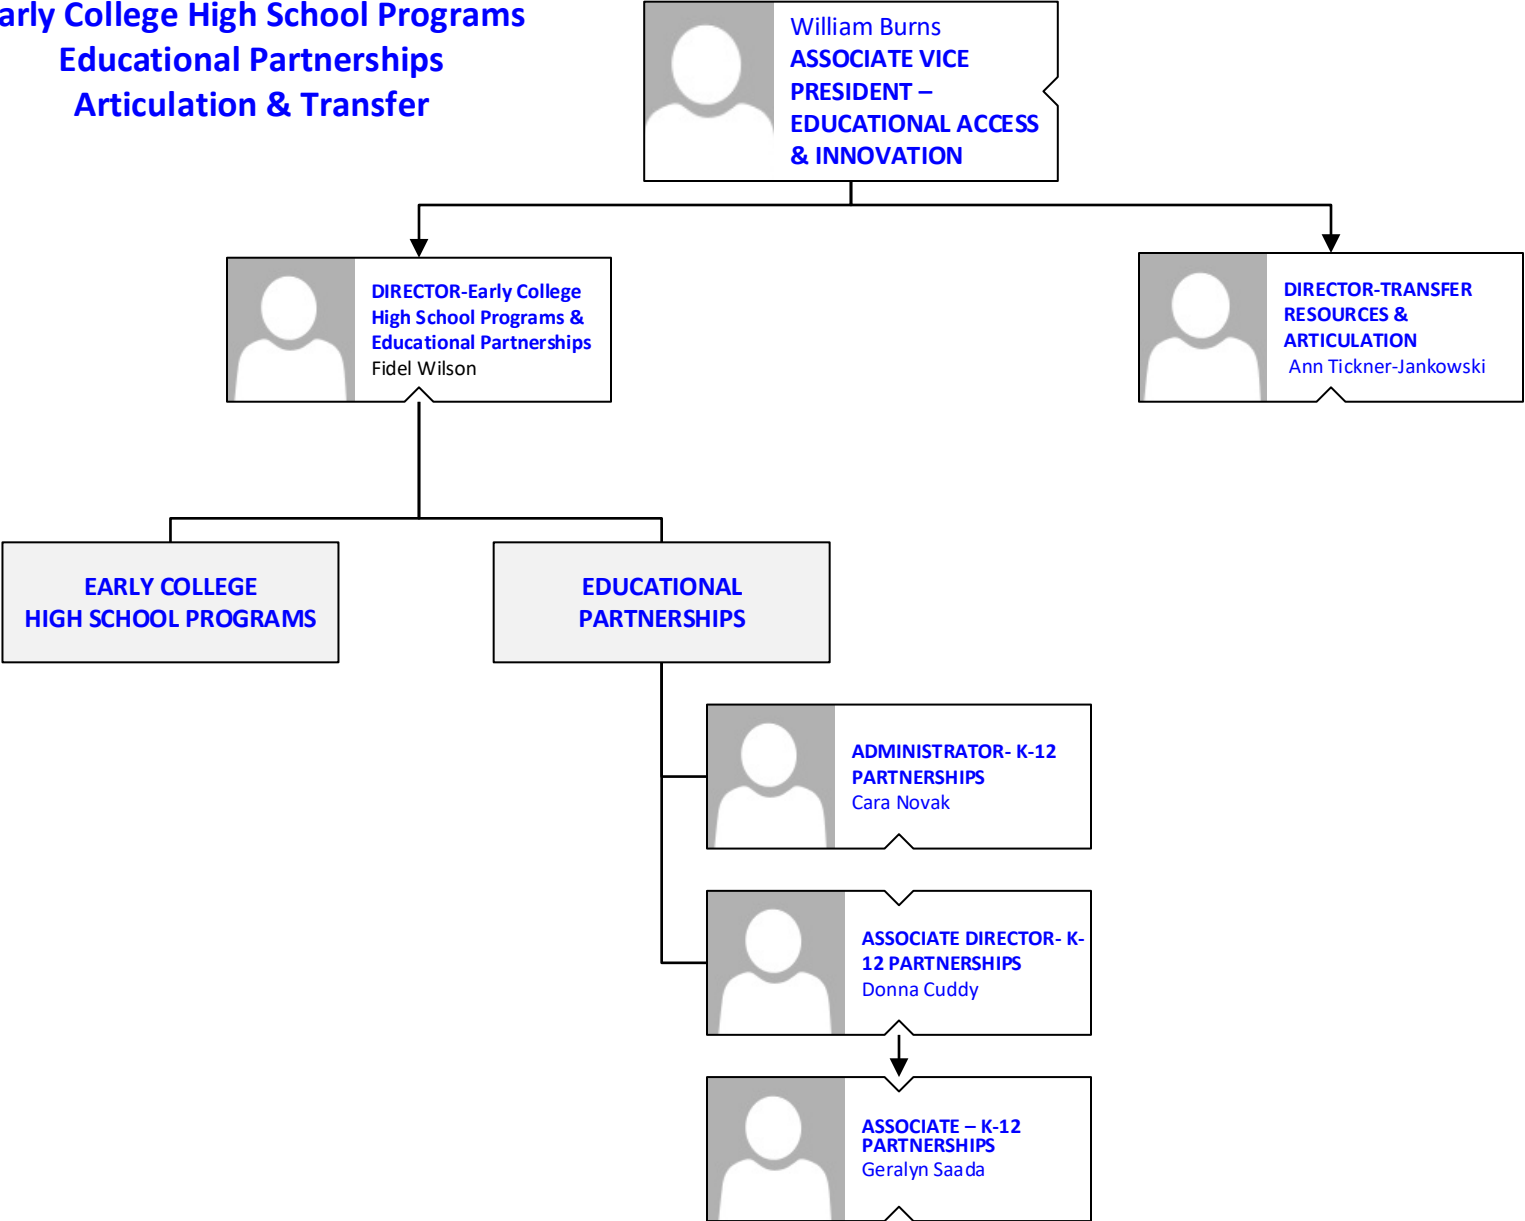 arly College High School Programs
Educational Partnerships
Articulation & Transfer
William Burns
ASSOCIATE VICE
PRESIDENT –
EDUCATIONAL ACCESS
& INNOVATION
DIRECTOR-Early College
High School Programs &
Educational Partnerships
Fidel Wilson
DIRECTOR-TRANSFER
RESOURCES &
ARTICULATION
Ann Tickner-Jankowski
EARLY COLLEGE
HIGH SCHOOL PROGRAMS
EDUCATIONAL
PARTNERSHIPS
ADMINISTRATOR- K-12
PARTNERSHIPS
Cara Novak
ASSOCIATE DIRECTOR- K-
12 PARTNERSHIPS
Donna Cuddy
ASSOCIATE – K-12
PARTNERSHIPS
Geralyn Saada